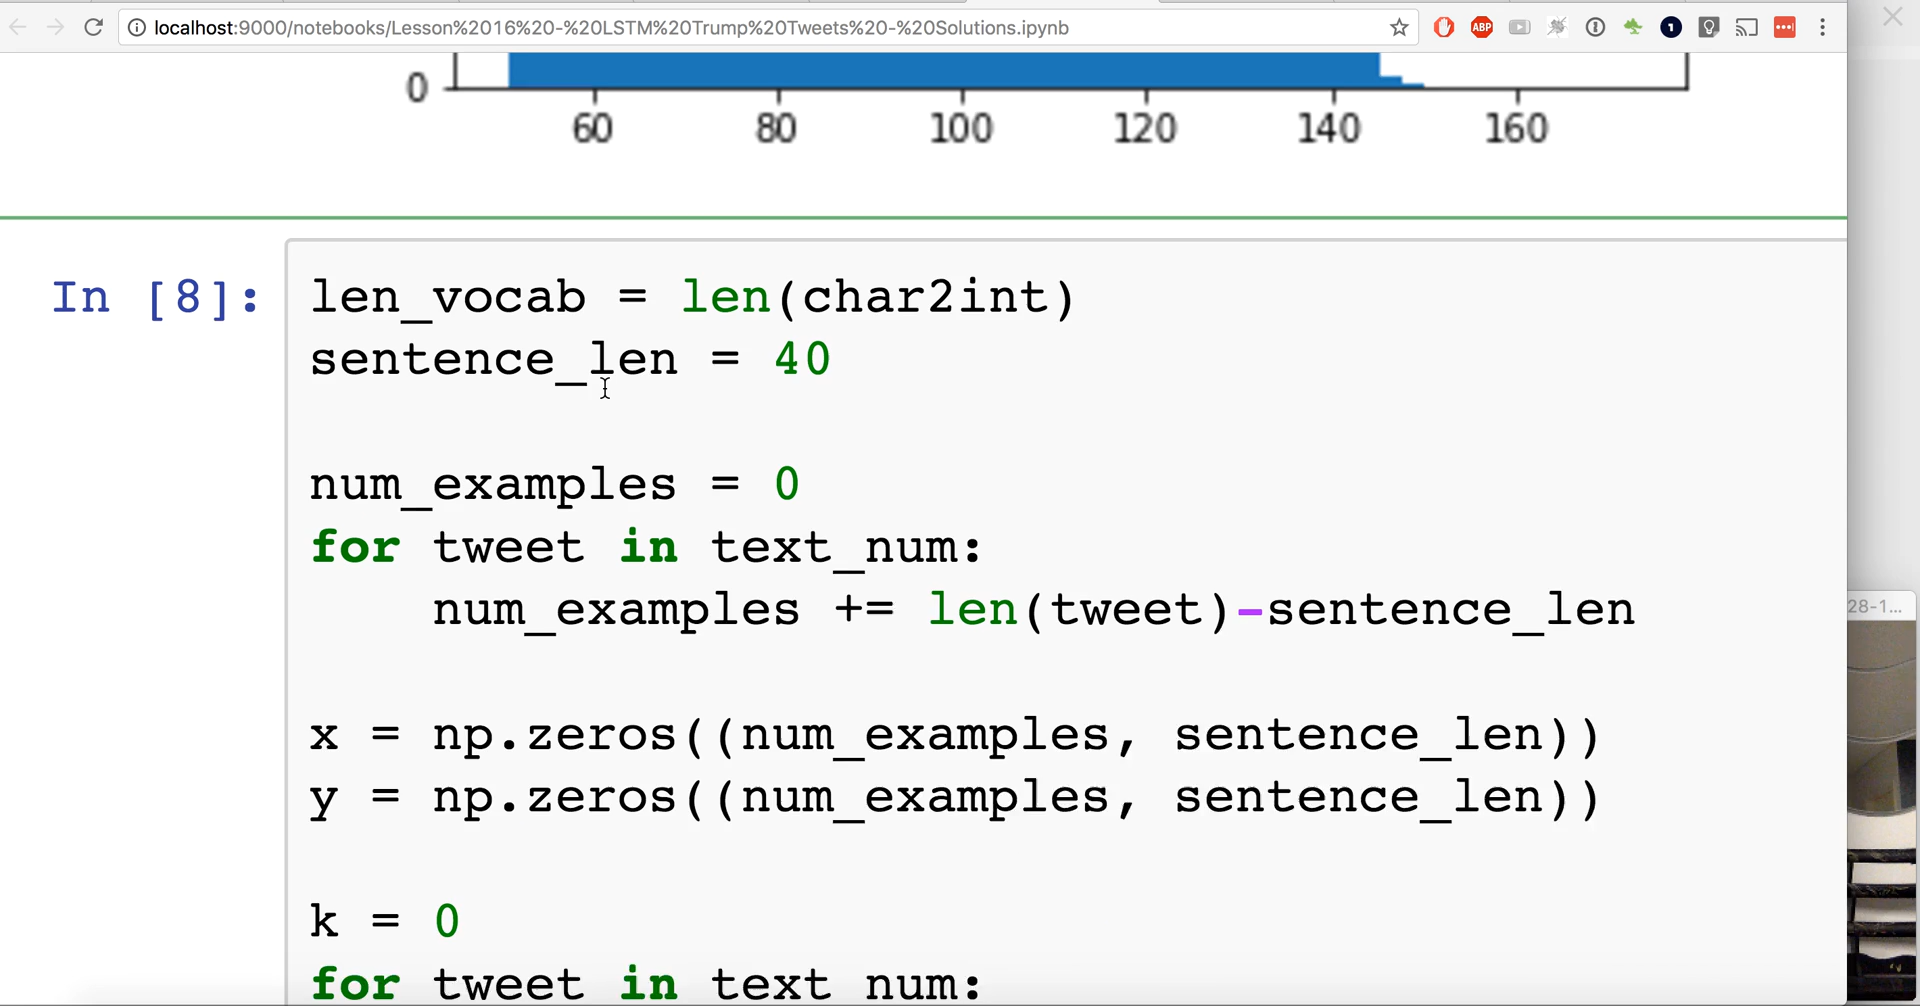 localhost:9000/notebooks/Lesson%2016%20-%20LSTM%20Trump%20Tweets%20-%20Solutions.ipynb
ABP
1
0
60 80 100 120 140 160
In [8]:
len_vocab = len(char2int)
sentence_len = 40
num_examples = 0
for tweet in text_num:
    num_examples += len(tweet)-sentence_len
x = np.zeros((num_examples, sentence_len))
y = np.zeros((num_examples, sentence_len))
k = 0
for tweet in text_num:
28-1...